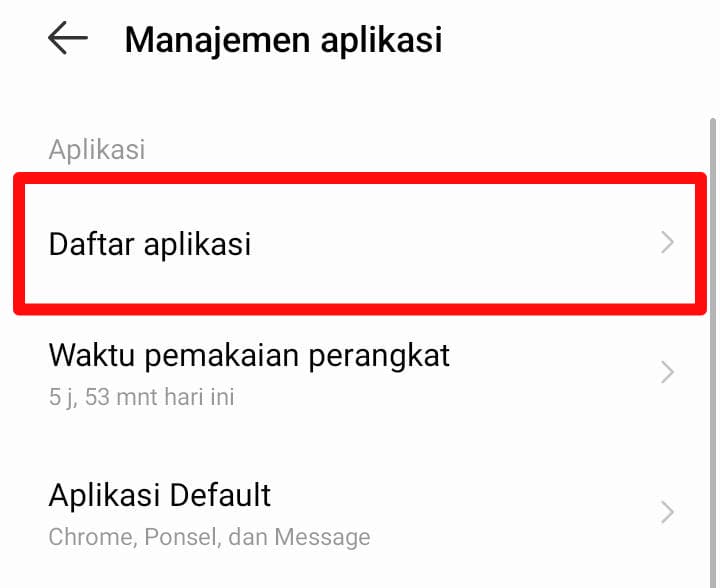 Manajemen aplikasi
Aplikasi
Daftar aplikasi
Waktu pemakaian perangkat
5 j, 53 mnt hari ini
Aplikasi Default
Chrome, Ponsel, dan Message